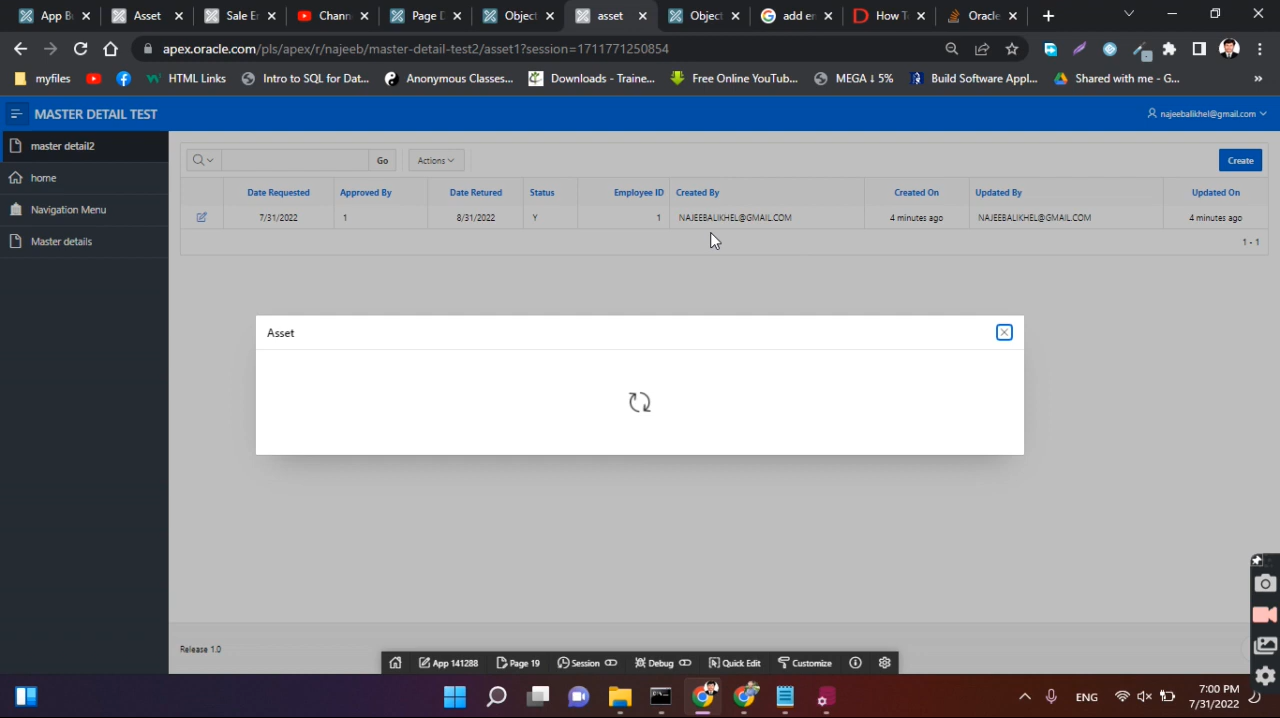 App Bu
Asset
Sale Er
Chann
Page D
Object
asset
Object
add er
How To
Oracle
apex.oracle.com/pls/apex/r/najeeb/master-detail-test2/asset1?session=1711771250854
myfiles
HTML Links
Intro to SQL for Dat...
Anonymous Classes...
Downloads - Traine...
Free Online YouTub...
MEGA ↓ 5%
Build Software Appl...
Shared with me - G...
»
MASTER DETAIL TEST
najeebalikhel@gmail.com
master detail2
home
Navigation Menu
Master details
Go
Actions
Create
Date Requested Approved By Date Retured Status Employee ID Created By Created On Updated By Updated On
7/31/2022 1 8/31/2022 Y 1 NAJEEBALIKHEL@GMAIL.COM 4 minutes ago NAJEEBALIKHEL@GMAIL.COM 4 minutes ago
1 - 1
Asset
Release 1.0
App 141288
Page 19
Session
Debug
Quick Edit
Customize
ENG
7:00 PM
7/31/2022